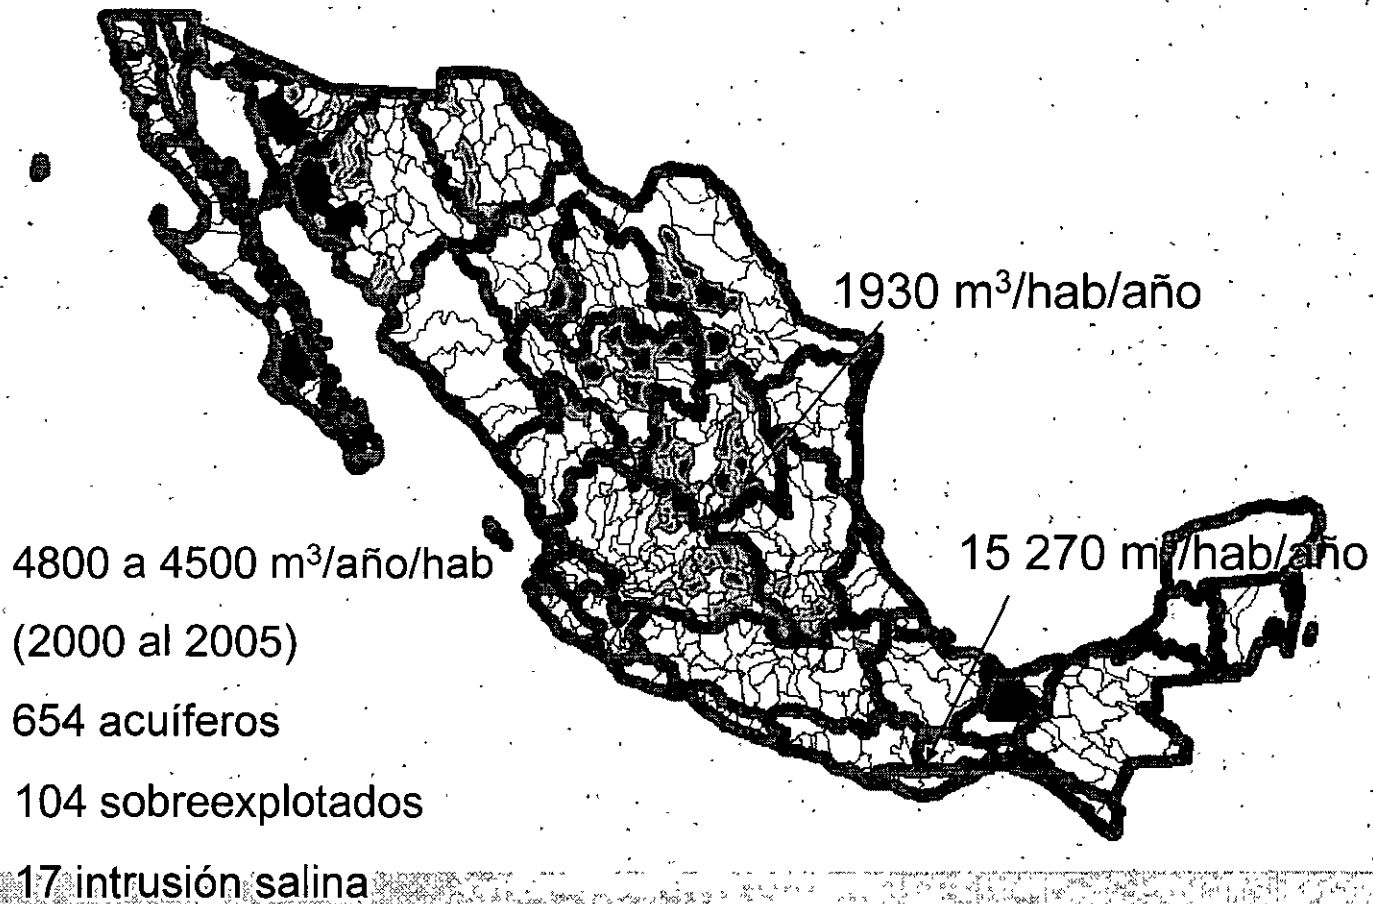 1930 m³/hab/año
15 270 m³/hab/año
4800 a 4500 m³/año/hab
(2000 al 2005)
654 acuíferos
104 sobreexplotados
17 intrusión salina